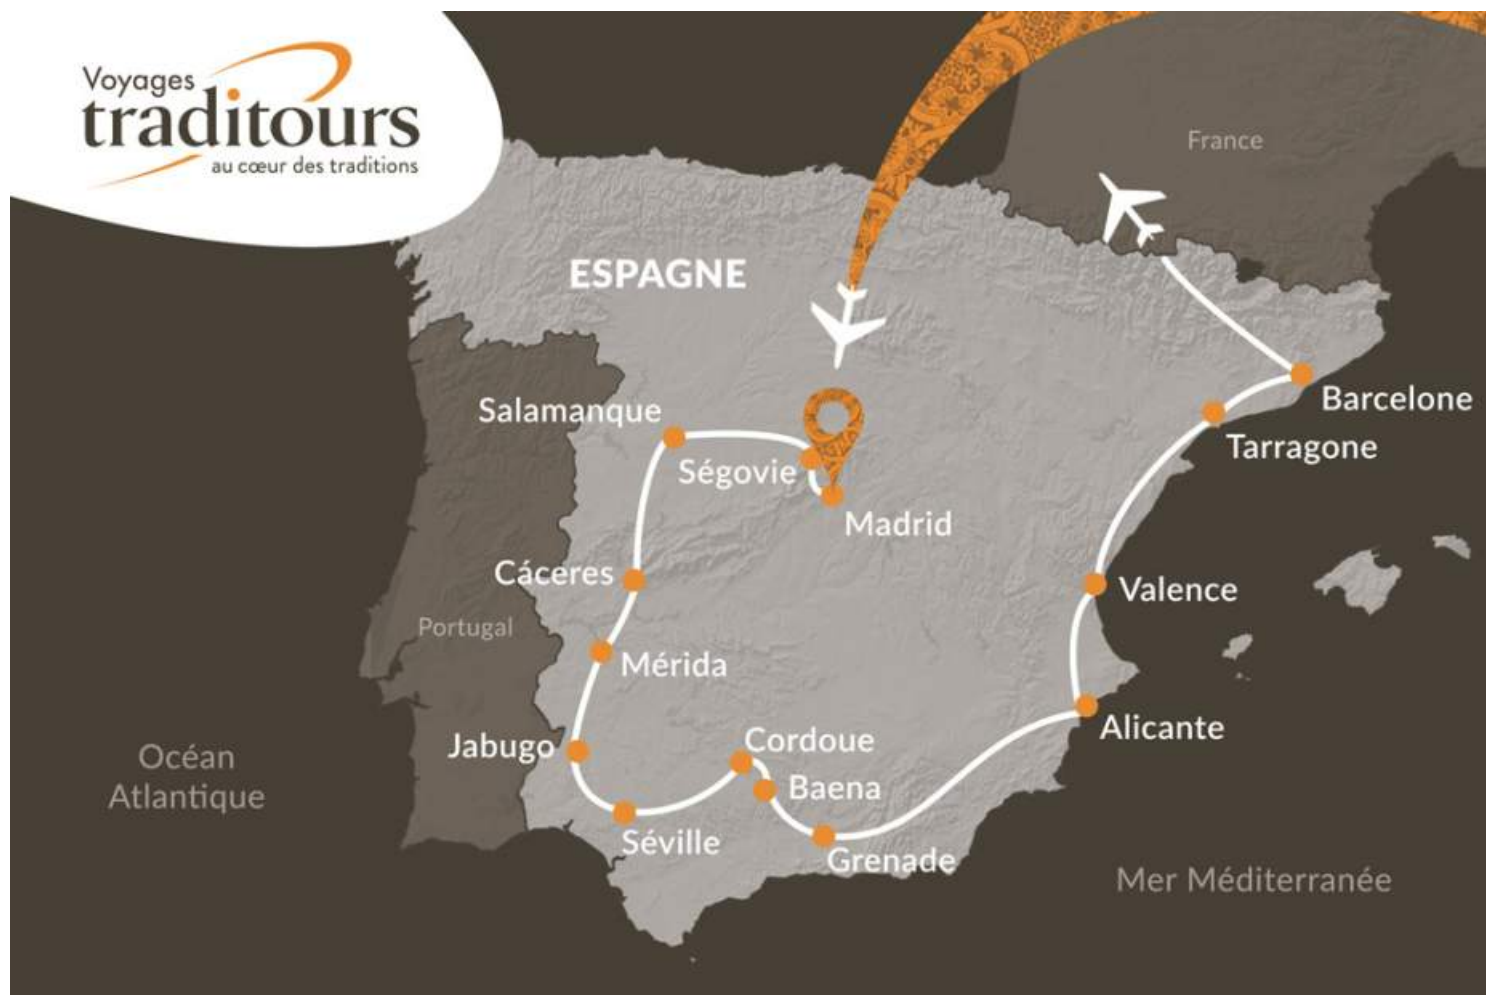 Voyages
traditours
au cœur des traditions
France
ESPAGNE
Salamanque
Barcelone
Tarragone
Ségovie
Madrid
Cáceres
Valence
Portugal
Mérida
Alicante
Cordoue
Jabugo
Océan
Atlantique
Baena
Séville
Grenade
Mer Méditerranée